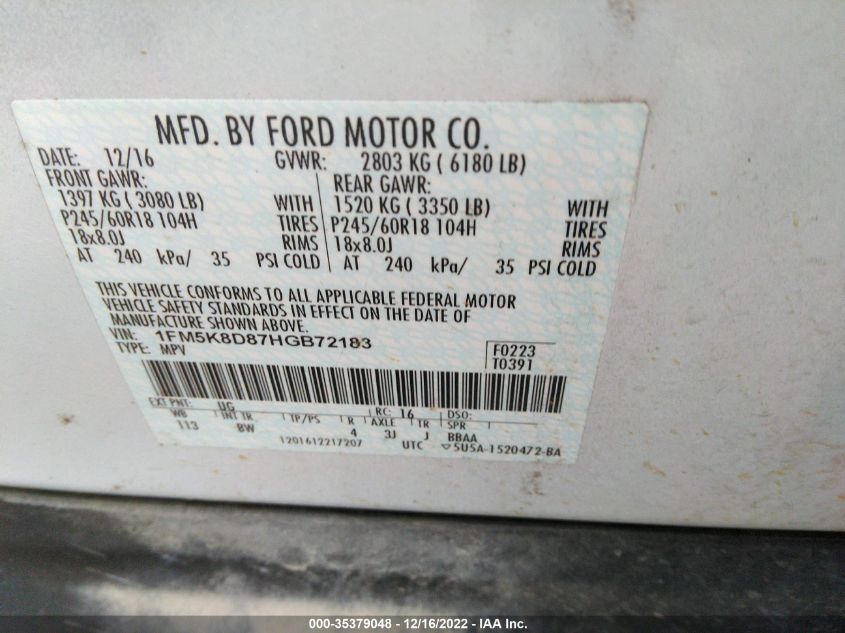 MFD. BY FORD MOTOR CO.
DATE: 12/16 GVWR: 2803 KG ( 6180 LB)
FRONT GAWR: REAR GAWR:
1397 KG ( 3080 LB) WITH 1520 KG ( 3350 LB) WITH
P245/60R18 104H TIRES P245/60R18 104H TIRES
18x8.0J RIMS 18x8.0J RIMS
AT 240 kPa/ 35 PSI COLD AT 240 kPa/ 35 PSI COLD
THIS VEHICLE CONFORMS TO ALL APPLICABLE FEDERAL MOTOR
VEHICLE SAFETY STANDARDS IN EFFECT ON THE DATE OF
MANUFACTURE SHOWN ABOVE.
VIN: 1FM5K8D87HGB72183
TYPE: MPV
F0223
T0391
EXT PNT: UG RC: 16 DSO:
WB INT TR TP/PS R AXLE TR SPR
113 BW 4 3J J BBAA
1201612217207 UTC ▽5U5A-1520472-BA
000-35379048 - 12/16/2022 - IAA Inc.